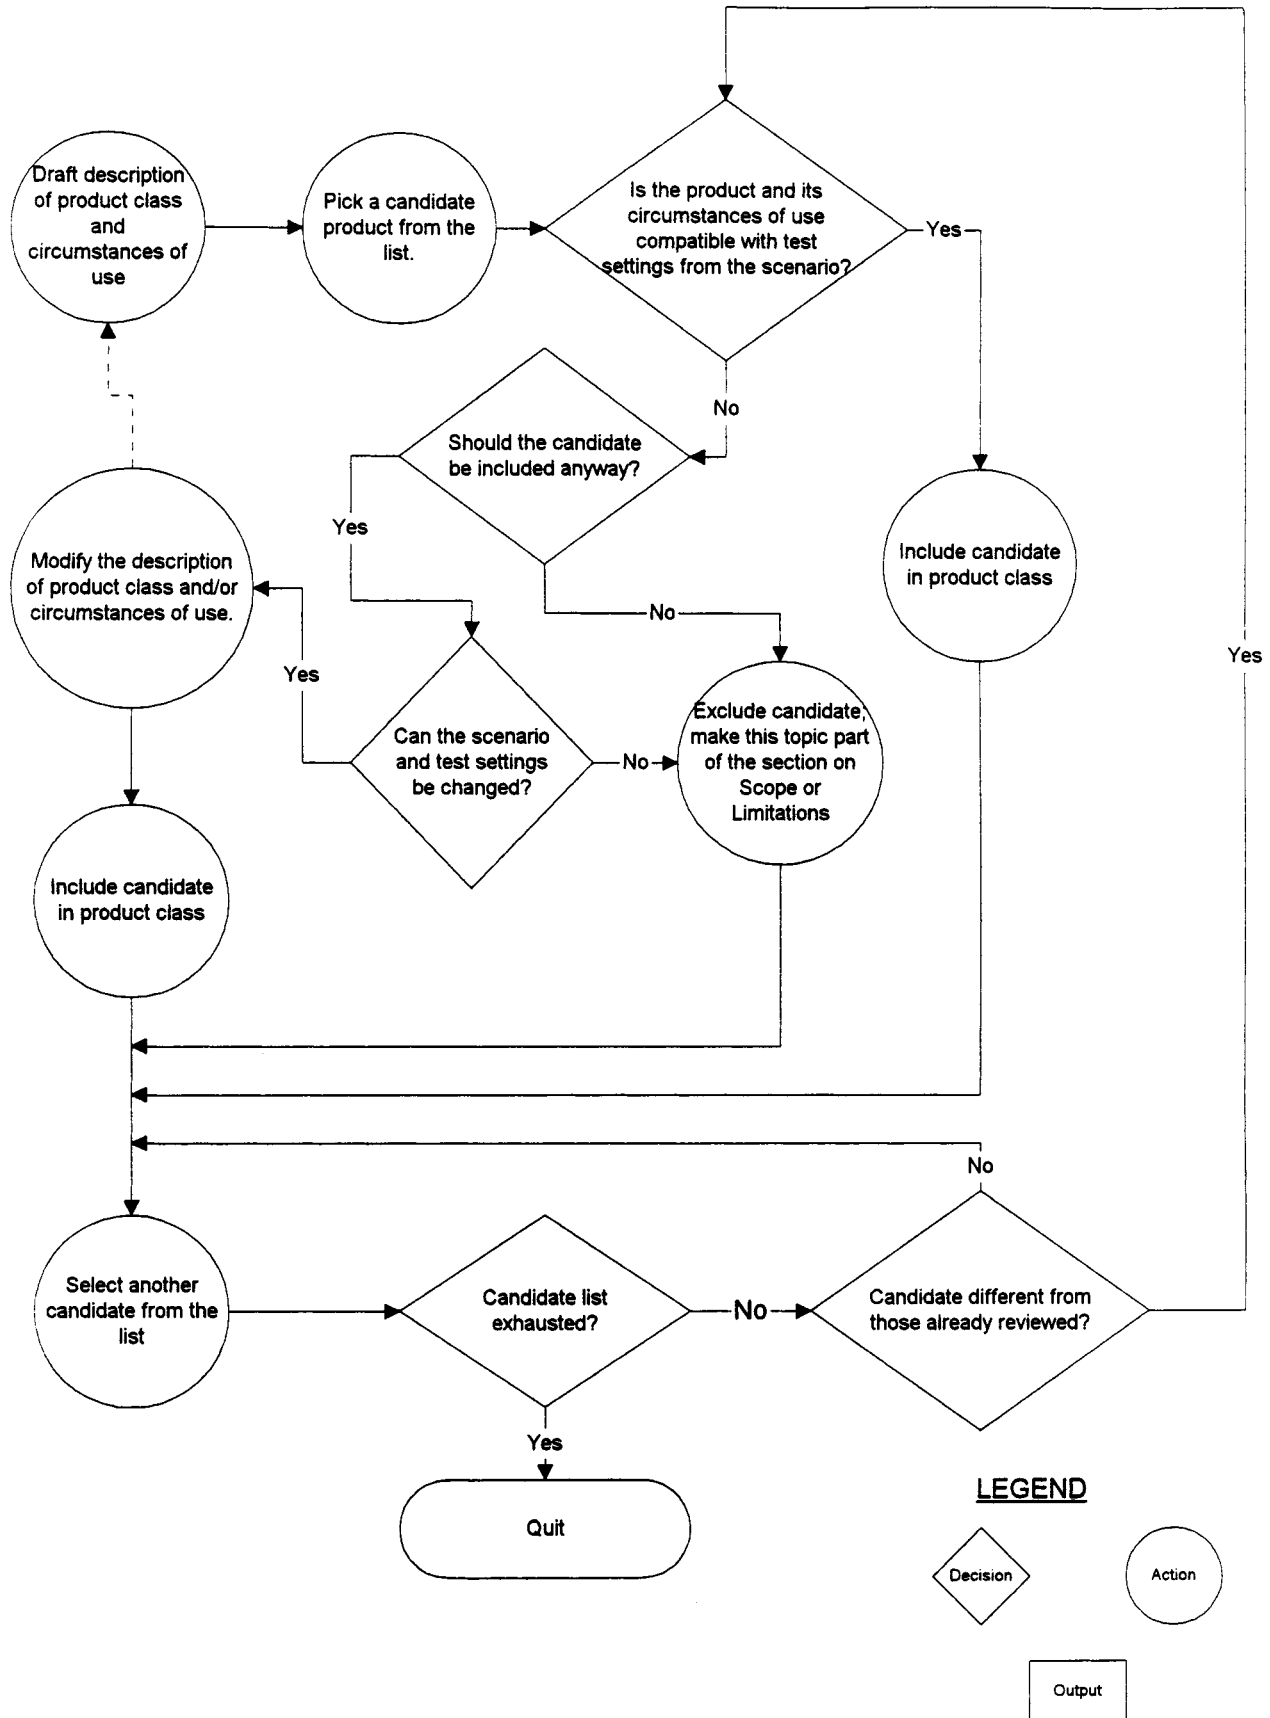 Draft description
of product class
and
circumstances of
use
Pick a candidate
product from the
list.
Is the product and its
circumstances of use
compatible with test
settings from the scenario?
Yes
No
Should the candidate
be included anyway?
Yes
No
Include candidate
in product class
Yes
Modify the description
of product class and/or
circumstances of use.
Yes
Can the scenario
and test settings
be changed?
No
Exclude candidate;
make this topic part
of the section on
Scope or
Limitations
Include candidate
in product class
No
Select another
candidate from the
list
Candidate list
exhausted?
No
Candidate different from
those already reviewed?
Yes
Quit
LEGEND
Decision
Action
Output